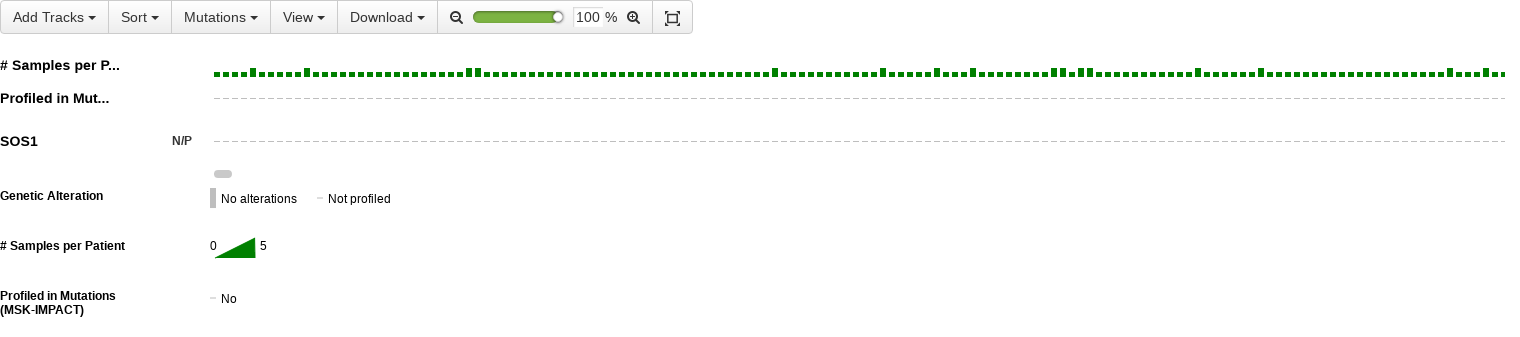 Add Tracks Sort Mutations View Download 100 %
# Samples per P...
Profiled in Mut...
SOS1 N/P
Genetic Alteration No alterations Not profiled
# Samples per Patient 0 5
Profiled in Mutations
(MSK-IMPACT) No